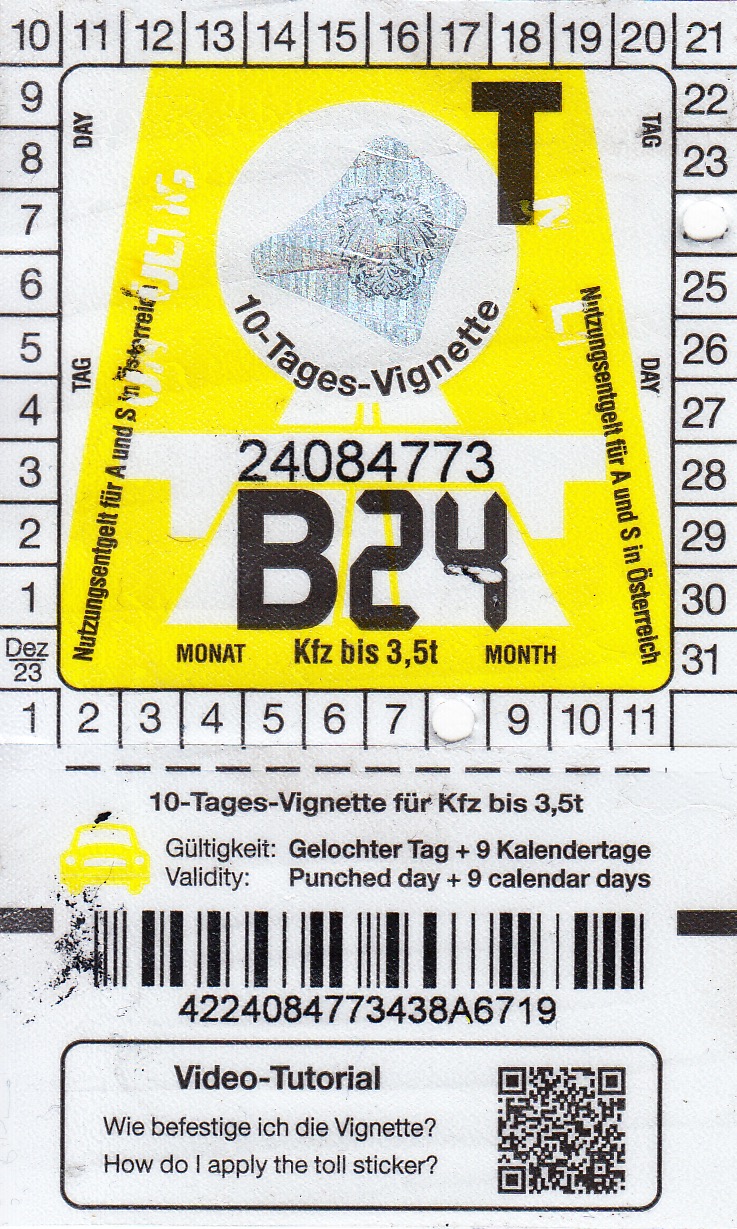 10 11 12 13 14 15 16 17 18 19 20 21
9
8
7
6
5
4
3
2
1
Dez
23
22
23
25
26
27
28
29
30
31
1 2 3 4 5 6 7 9 10 11
DAY
TAG
TAG
DAY
T
Nutzungsentgelt für A und S in Österreich
Nutzungsentgelt für A und S in Österreich
10-Tages-Vignette
24084773
B24
MONAT Kfz bis 3,5t MONTH
10-Tages-Vignette für Kfz bis 3,5t
Gültigkeit: Gelochter Tag + 9 Kalendertage
Validity: Punched day + 9 calendar days
4224084773438A6719
Video-Tutorial
Wie befestige ich die Vignette?
How do I apply the toll sticker?